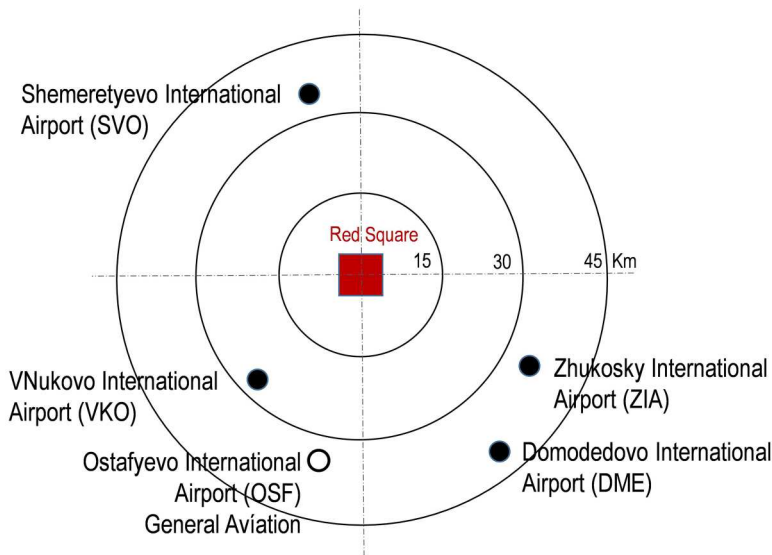 Shemeretyevo International
Airport (SVO)
Red Square
15 30 45 Km
VNukovo International
Airport (VKO)
Zhukosky International
Airport (ZIA)
Ostafyevo International
Airport (OSF)
General Avíation
Domodedovo International
Airport (DME)